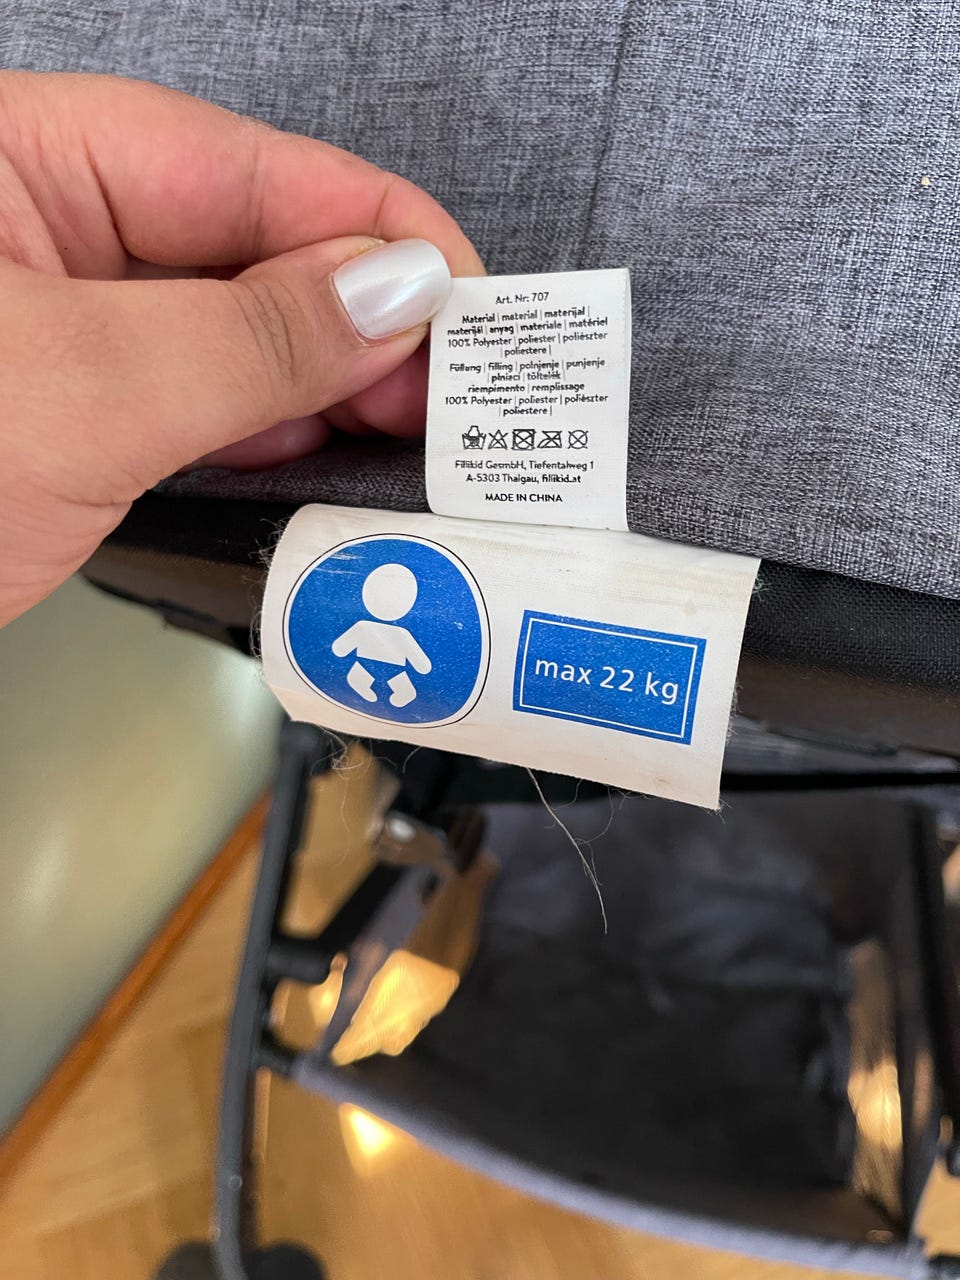 Art. Nr: 707
Material | material | materijal |
materijál | anyag | materiale | matériel
100% Polyester | poliester | poliészter
| poliestere |
Füllung | filling | polnjenje | punjenje
| plniaci | töltelék |
riempimento | remplissage
100% Polyester | poliester | poliészter
| poliestere |
Fillikid GesmbH, Tiefentalweg 1
A-5303 Thalgau, fillikid.at
MADE IN CHINA
max 22 kg